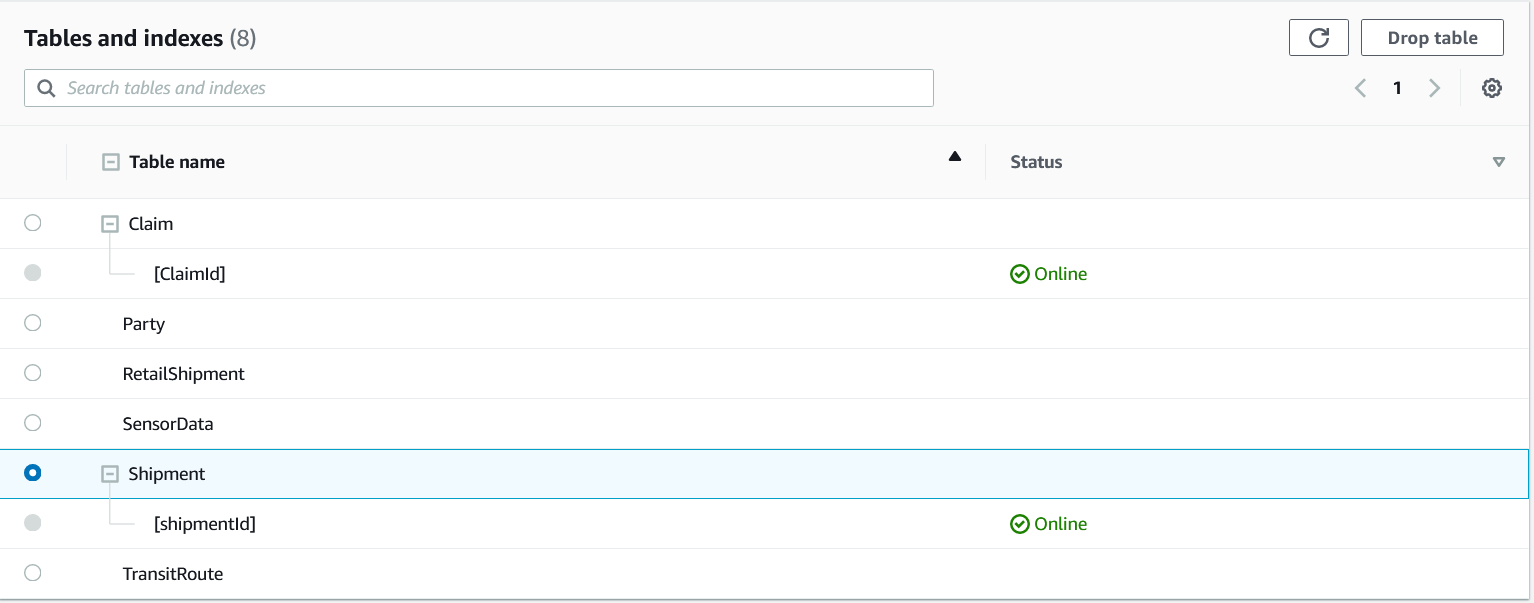 Tables and indexes (8)
Drop table
Search tables and indexes
1
Table name Status
Claim
[ClaimId] Online
Party
RetailShipment
SensorData
Shipment
[shipmentId] Online
TransitRoute